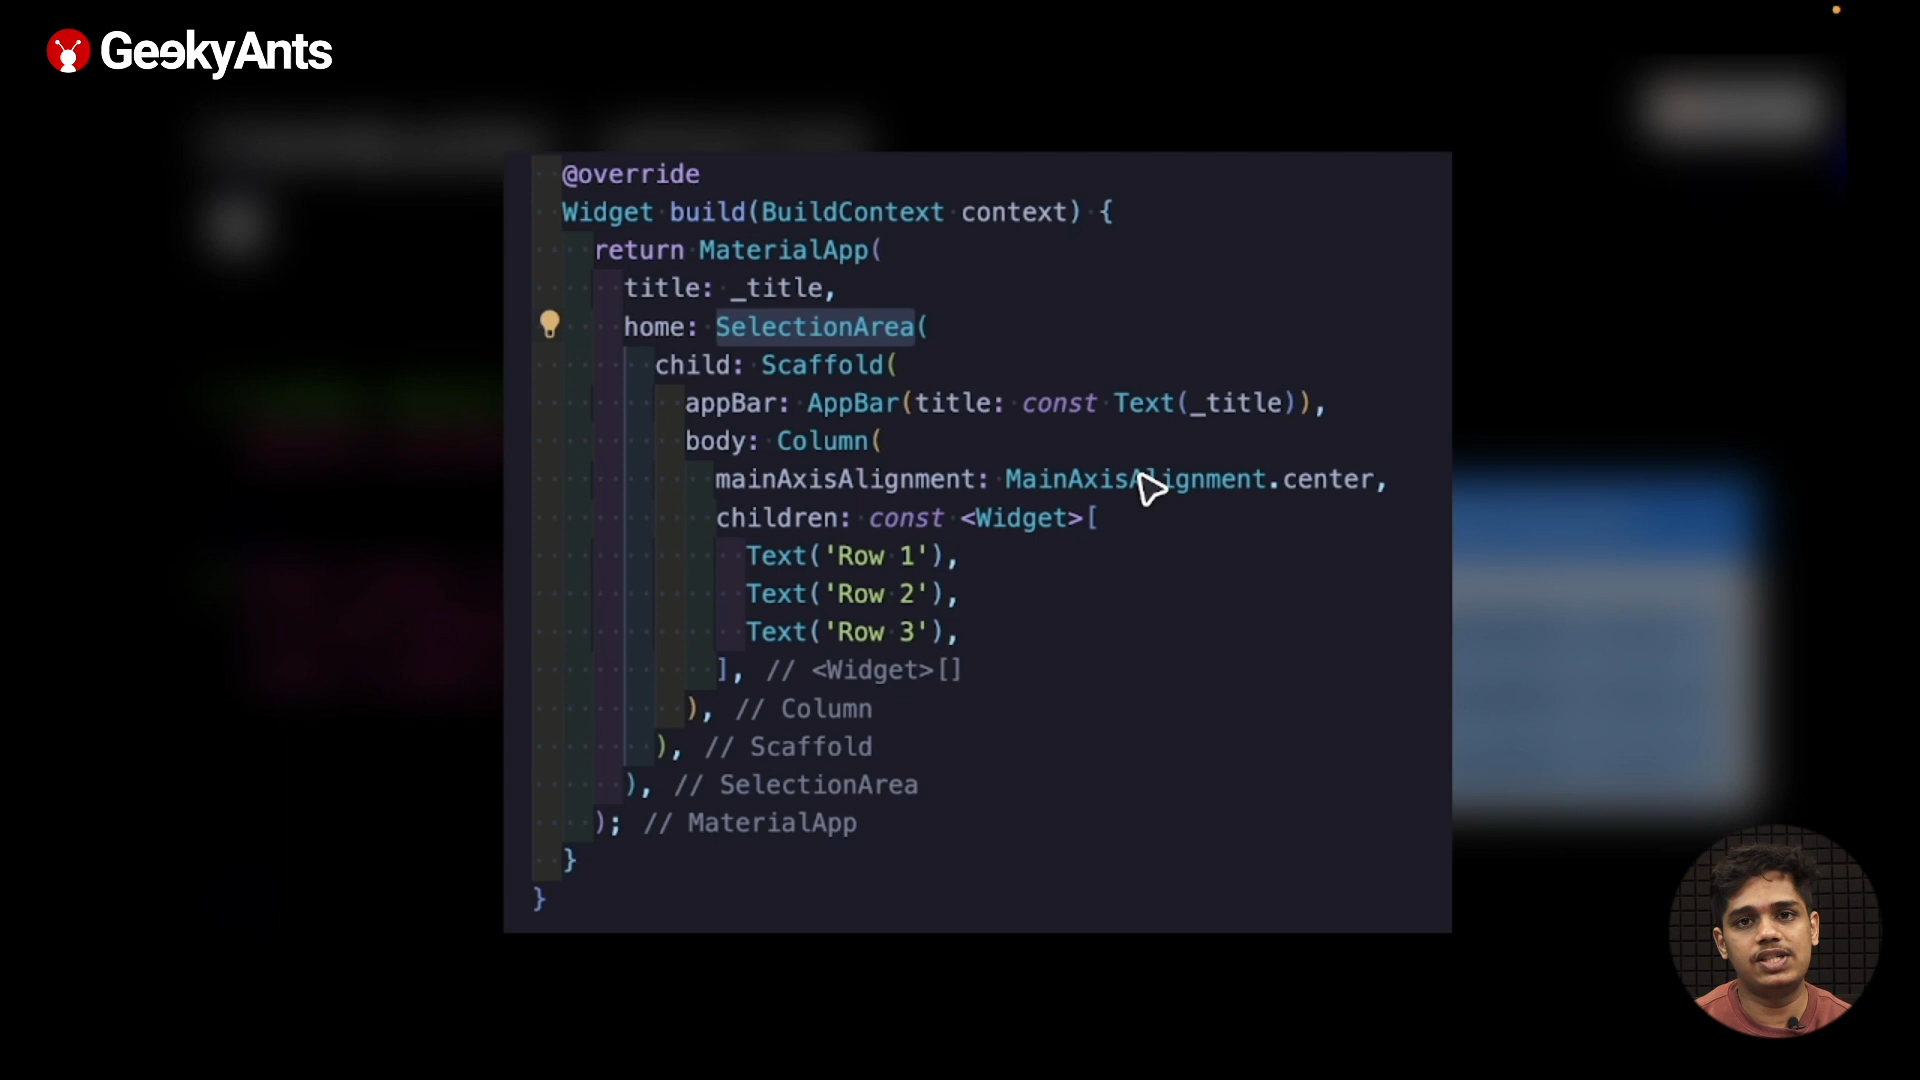 GeekyAnts
@override
Widget build(BuildContext context) {
return MaterialApp(
title: _title,
home: SelectionArea(
child: Scaffold(
appBar: AppBar(title: const Text(_title)),
body: Column(
mainAxisAlignment: MainAxisAlignment.center,
children: const <Widget>[
Text('Row 1'),
Text('Row 2'),
Text('Row 3'),
], // <Widget>[]
), // Column
), // Scaffold
), // SelectionArea
); // MaterialApp
}
}